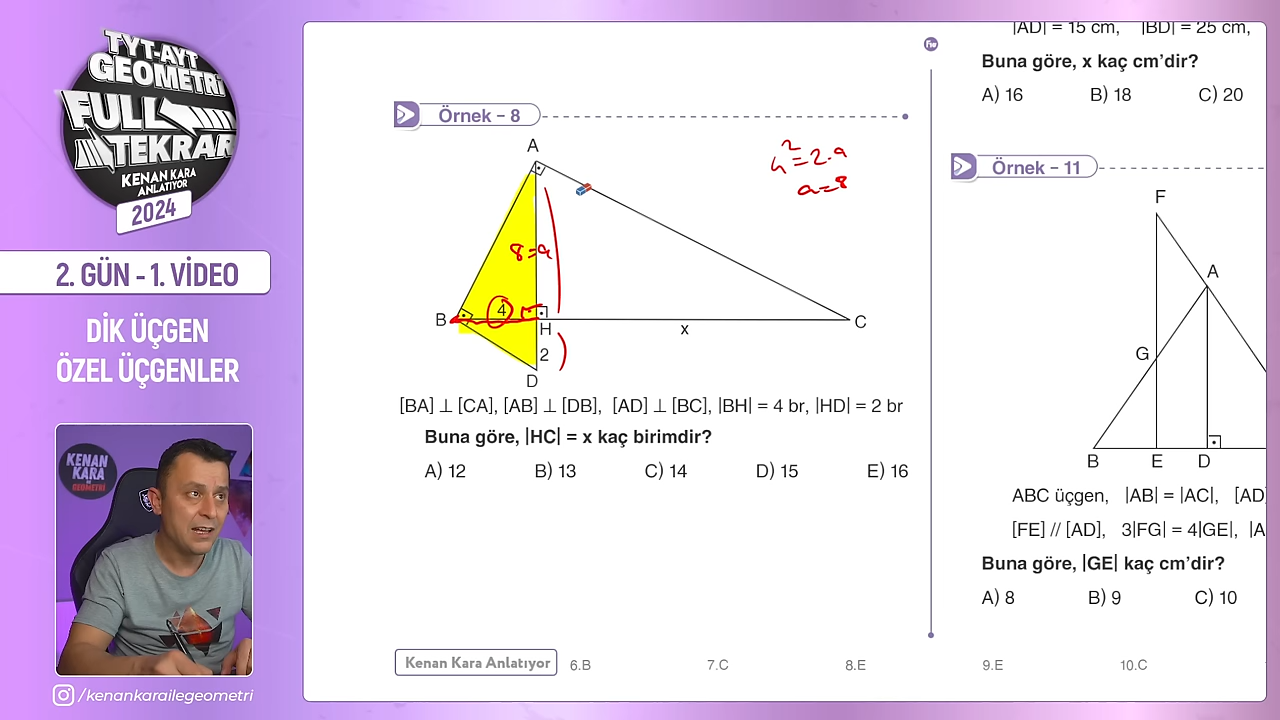 TYT-AYT
GEOMETRİ
FULL
TEKRAR
KENAN KARA
ANLATIYOR
2024
2. GÜN - 1. VİDEO
DİK ÜÇGEN
ÖZEL ÜÇGENLER
KENAN
KARA
GEOMETRİ
/kenankarailegeometri
Örnek – 8
4² = 2.a
a = 8
A
8 = a
B
4
H
C
x
2
D
[BA] ⊥ [CA], [AB] ⊥ [DB], [AD] ⊥ [BC], |BH| = 4 br, |HD| = 2 br
Buna göre, |HC| = x kaç birimdir?
A) 12 B) 13 C) 14 D) 15 E) 16
Kenan Kara Anlatıyor
6.B 7.C 8.E 9.E 10.C
|AD| = 15 cm, |BD| = 25 cm,
Buna göre, x kaç cm’dir?
A) 16 B) 18 C) 20
Örnek – 11
F
A
G
B E D
ABC üçgen, |AB| = |AC|, [AD]
[FE] // [AD], 3|FG| = 4|GE|, |A
Buna göre, |GE| kaç cm’dir?
A) 8 B) 9 C) 10